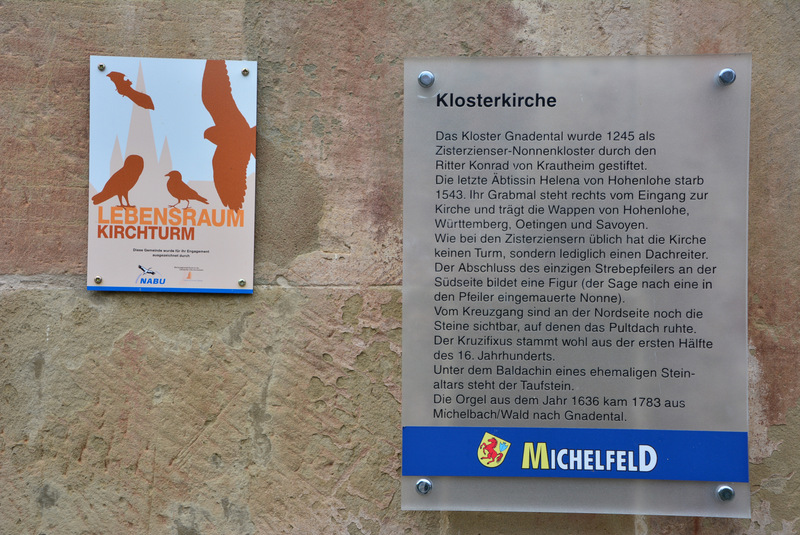 LEBENSRAUM
KIRCHTURM
Diese Gemeinde wurde für ihr Engagement
ausgezeichnet durch
NABU
Klosterkirche
Das Kloster Gnadental wurde 1245 als
Zisterzienser-Nonnenkloster durch den
Ritter Konrad von Krautheim gestiftet.
Die letzte Äbtissin Helena von Hohenlohe starb
1543. Ihr Grabmal steht rechts vom Eingang zur
Kirche und trägt die Wappen von Hohenlohe,
Württemberg, Oetingen und Savoyen.
Wie bei den Zisterziensern üblich hat die Kirche
keinen Turm, sondern lediglich einen Dachreiter.
Der Abschluss des einzigen Strebepfeilers an der
Südseite bildet eine Figur (der Sage nach eine in
den Pfeiler eingemauerte Nonne).
Vom Kreuzgang sind an der Nordseite noch die
Steine sichtbar, auf denen das Pultdach ruhte.
Der Kruzifixus stammt wohl aus der ersten Hälfte
des 16. Jahrhunderts.
Unter dem Baldachin eines ehemaligen Stein-
altars steht der Taufstein.
Die Orgel aus dem Jahr 1636 kam 1783 aus
Michelbach/Wald nach Gnadental.
MICHELFELD